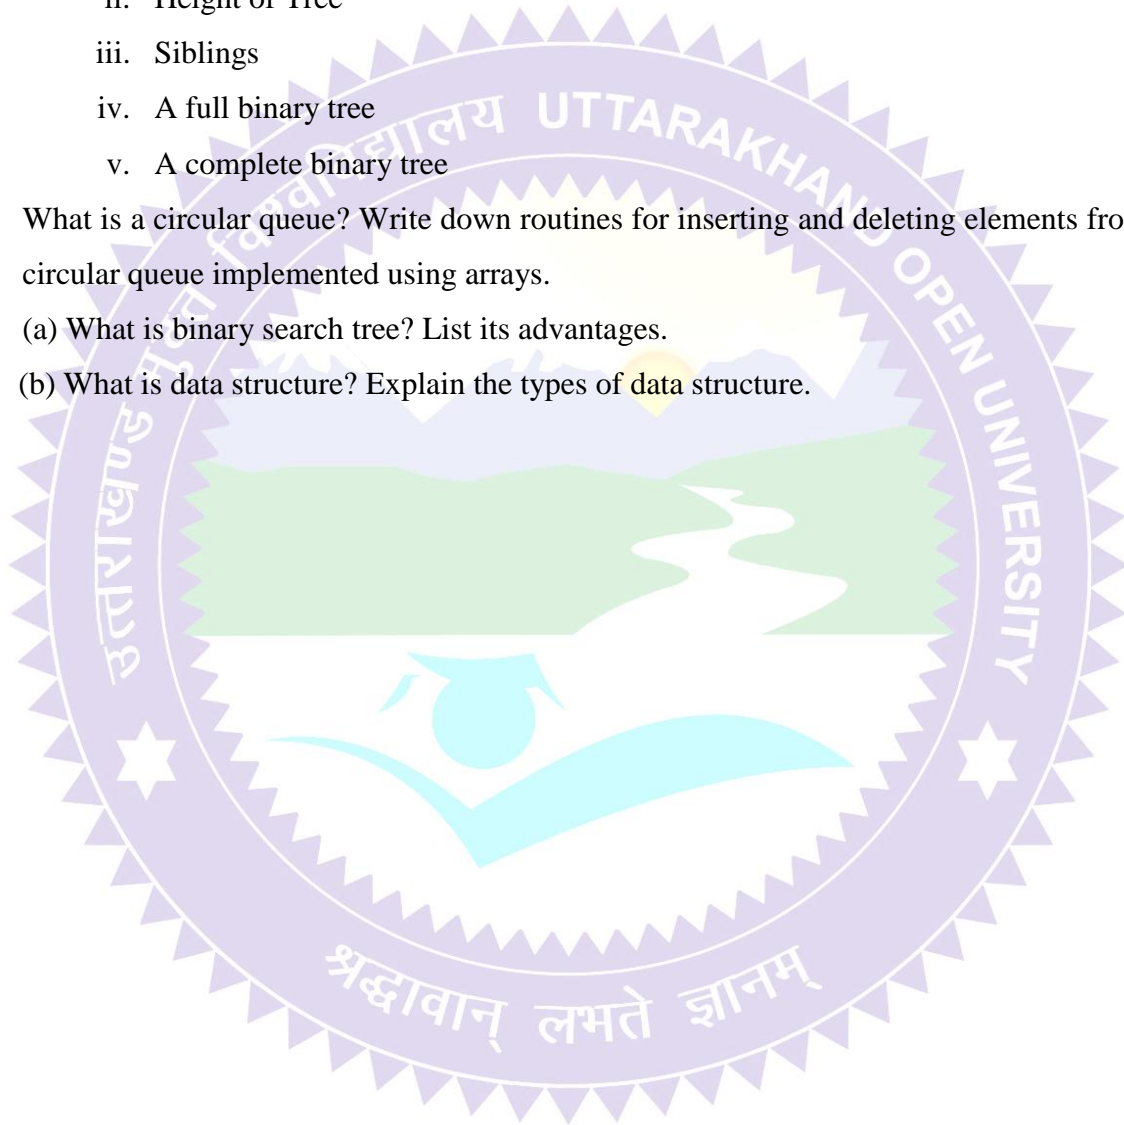 ii. Height of Tree
iii. Siblings
iv. A full binary tree
v. A complete binary tree
What is a circular queue? Write down routines for inserting and deleting elements fro
circular queue implemented using arrays.
(a) What is binary search tree? List its advantages.
(b) What is data structure? Explain the types of data structure.
उत्तराखण्ड मुक्त विश्वविद्यालय UTTARAKHAND OPEN UNIVERSITY
श्रद्धावान् लभते ज्ञानम्